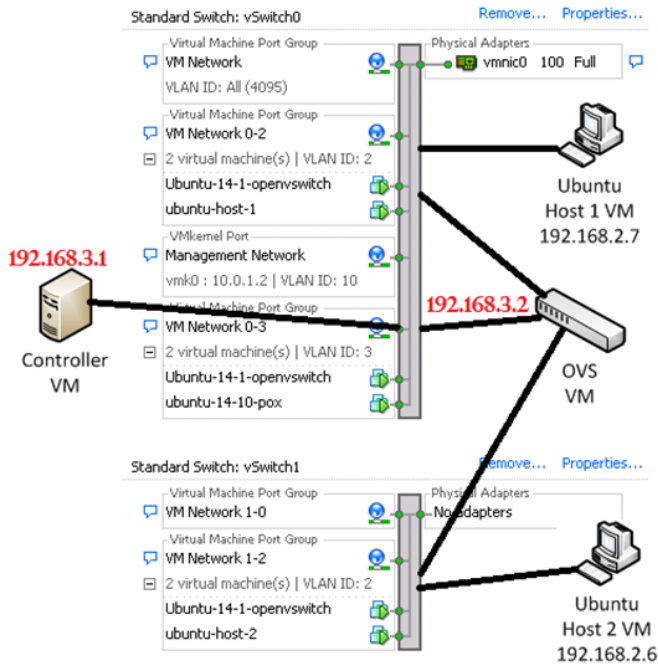 Standard Switch: vSwitch0
Remove... Properties...
Virtual Machine Port Group
VM Network
VLAN ID: All (4095)
Physical Adapters
vmnic0 100 Full
Virtual Machine Port Group
VM Network 0-2
2 virtual machine(s) | VLAN ID: 2
Ubuntu-14-1-openvswitch
ubuntu-host-1
Ubuntu
Host 1 VM
192.168.2.7
VMkernel Port
Management Network
vmk0 : 10.0.1.2 | VLAN ID: 10
192.168.3.1
Controller
VM
Virtual Machine Port Group
VM Network 0-3
2 virtual machine(s) | VLAN ID: 3
Ubuntu-14-1-openvswitch
ubuntu-14-10-pox
192.168.3.2
OVS
VM
Standard Switch: vSwitch1
Remove... Properties...
Virtual Machine Port Group
VM Network 1-0
Physical Adapters
No adapters
Virtual Machine Port Group
VM Network 1-2
2 virtual machine(s) | VLAN ID: 2
Ubuntu-14-1-openvswitch
ubuntu-host-2
Ubuntu
Host 2 VM
192.168.2.6